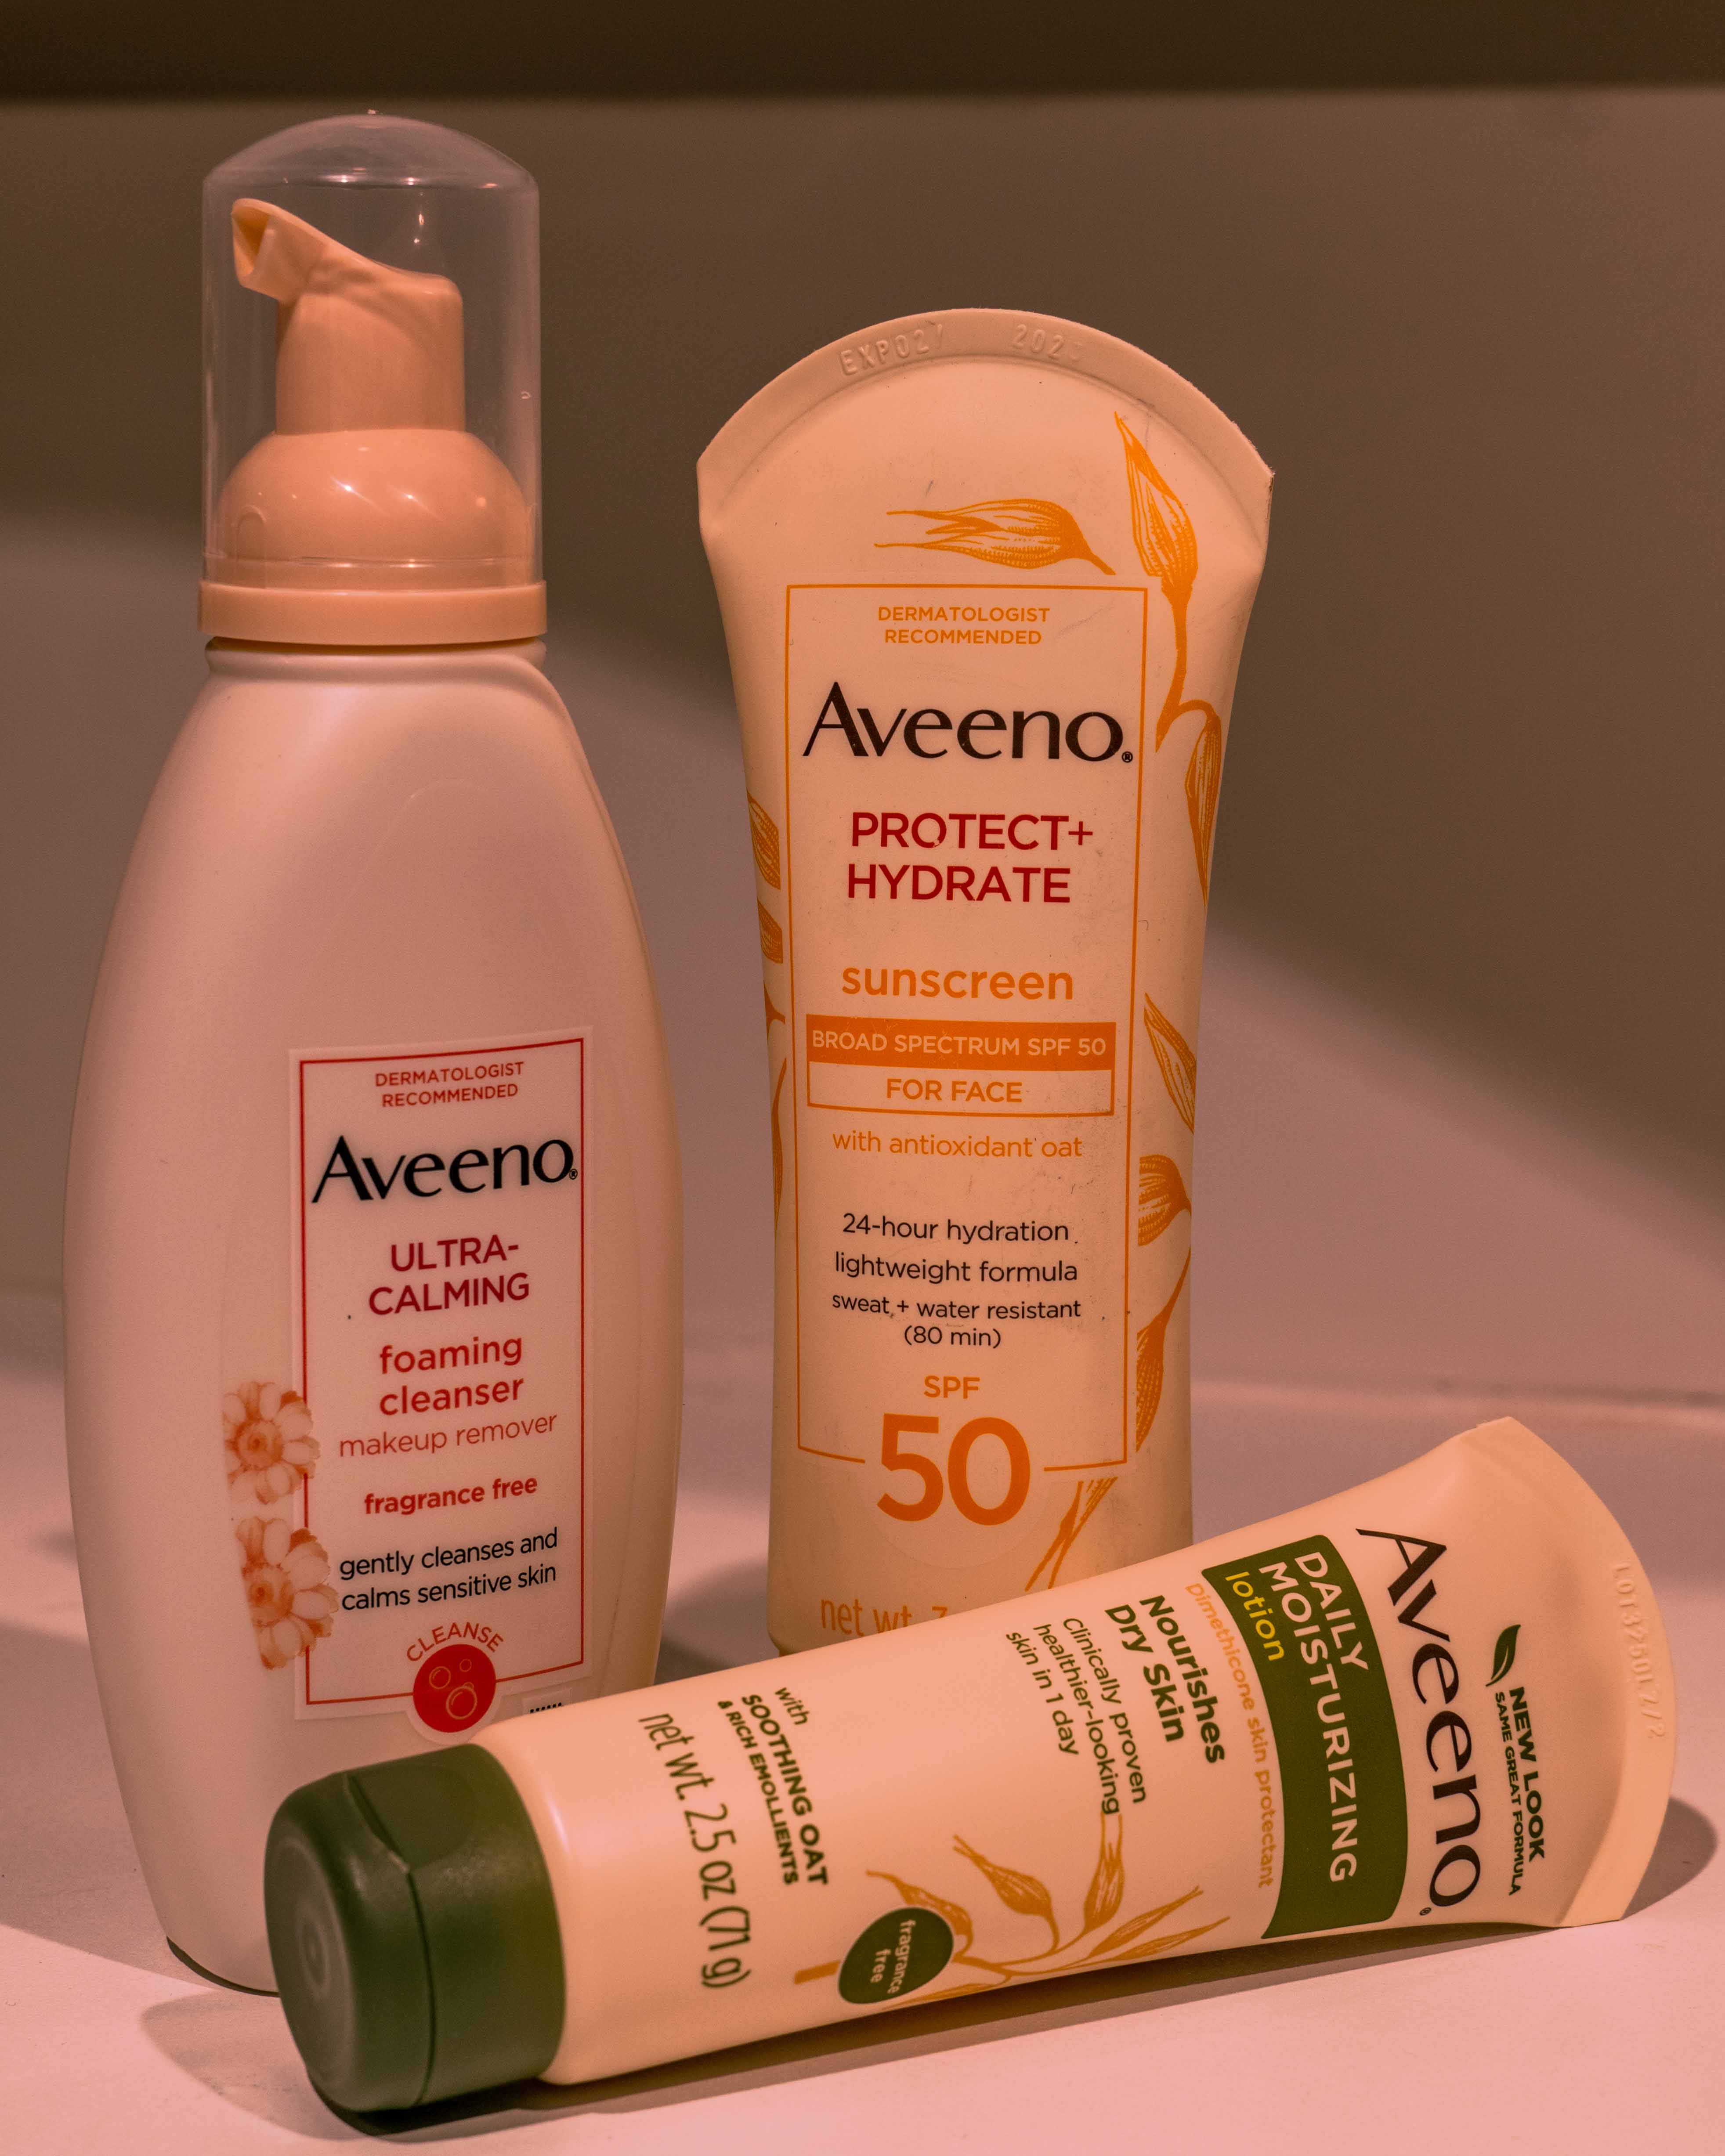 DERMATOLOGIST
RECOMMENDED
Aveeno®
ULTRA-
CALMING
foaming
cleanser
makeup remover
fragrance free
gently cleanses and
calms sensitive skin
CLEANSE
DERMATOLOGIST
RECOMMENDED
Aveeno®
PROTECT+
HYDRATE
sunscreen
BROAD SPECTRUM SPF 50
FOR FACE
with antioxidant oat
24-hour hydration
lightweight formula
sweat + water resistant
(80 min)
SPF
50
net wt.
NEW LOOK
SAME GREAT FORMULA
Aveeno®
DAILY
MOISTURIZING
lotion
Dimethicone skin protectant
Nourishes
Dry Skin
Clinically proven
healthier-looking
skin in 1 day
fragrance
free
with
SOOTHING OAT
& RICH EMOLLIENTS
net wt. 2.5 oz (71 g)